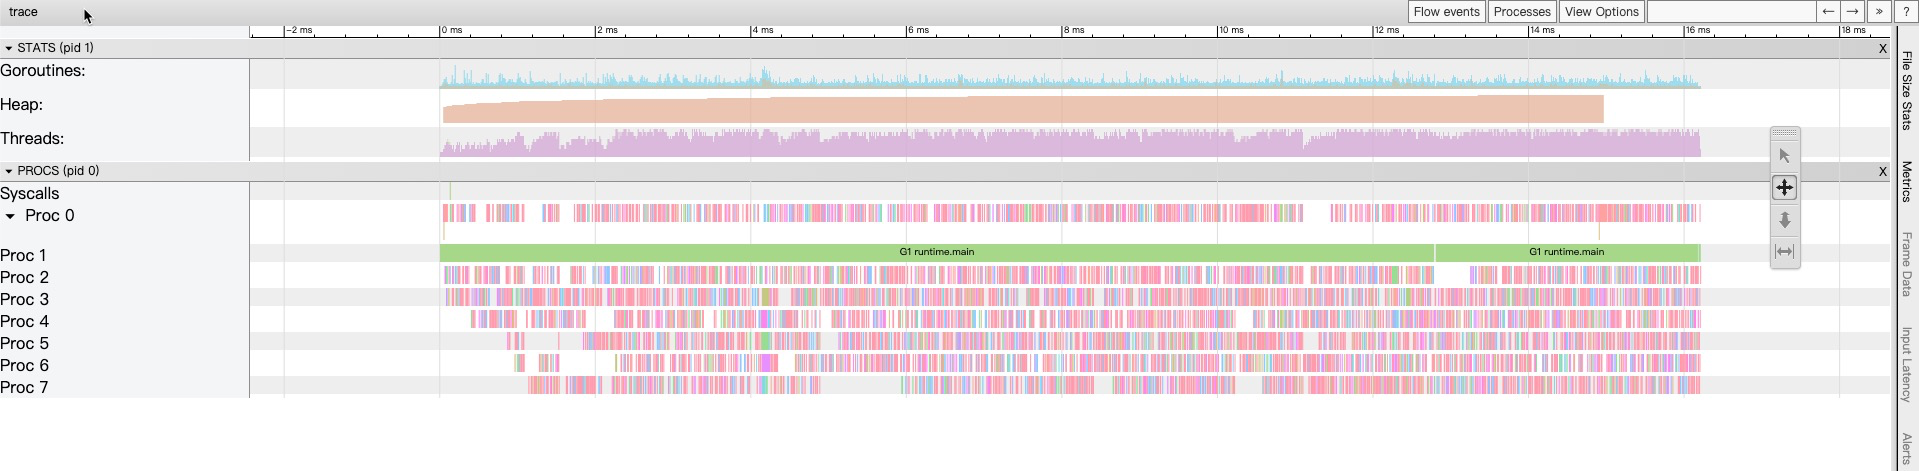 trace
Flow events Processes View Options ← → » ?
−2 ms 0 ms 2 ms 4 ms 6 ms 8 ms 10 ms 12 ms 14 ms 16 ms 18 ms
STATS (pid 1) X
Goroutines:
Heap:
Threads:
PROCS (pid 0) X
Syscalls
Proc 0
Proc 1 G1 runtime.main G1 runtime.main
Proc 2
Proc 3
Proc 4
Proc 5
Proc 6
Proc 7
File Size Stats
Metrics
Frame Data
Input Latency
Alerts